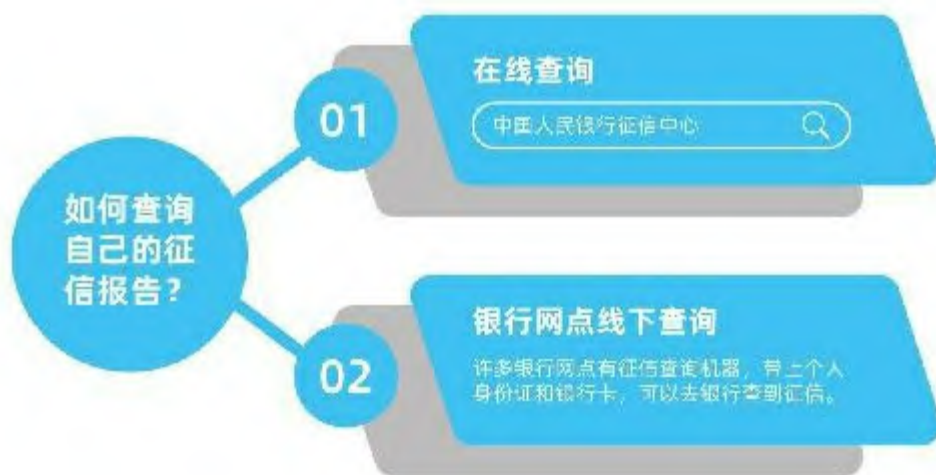 如何查询
自己的征
信报告？
01
在线查询
中国人民银行征信中心
02
银行网点线下查询
许多银行网点有征信查询机器，带上个人
身份证和银行卡，可以去银行查到征信。